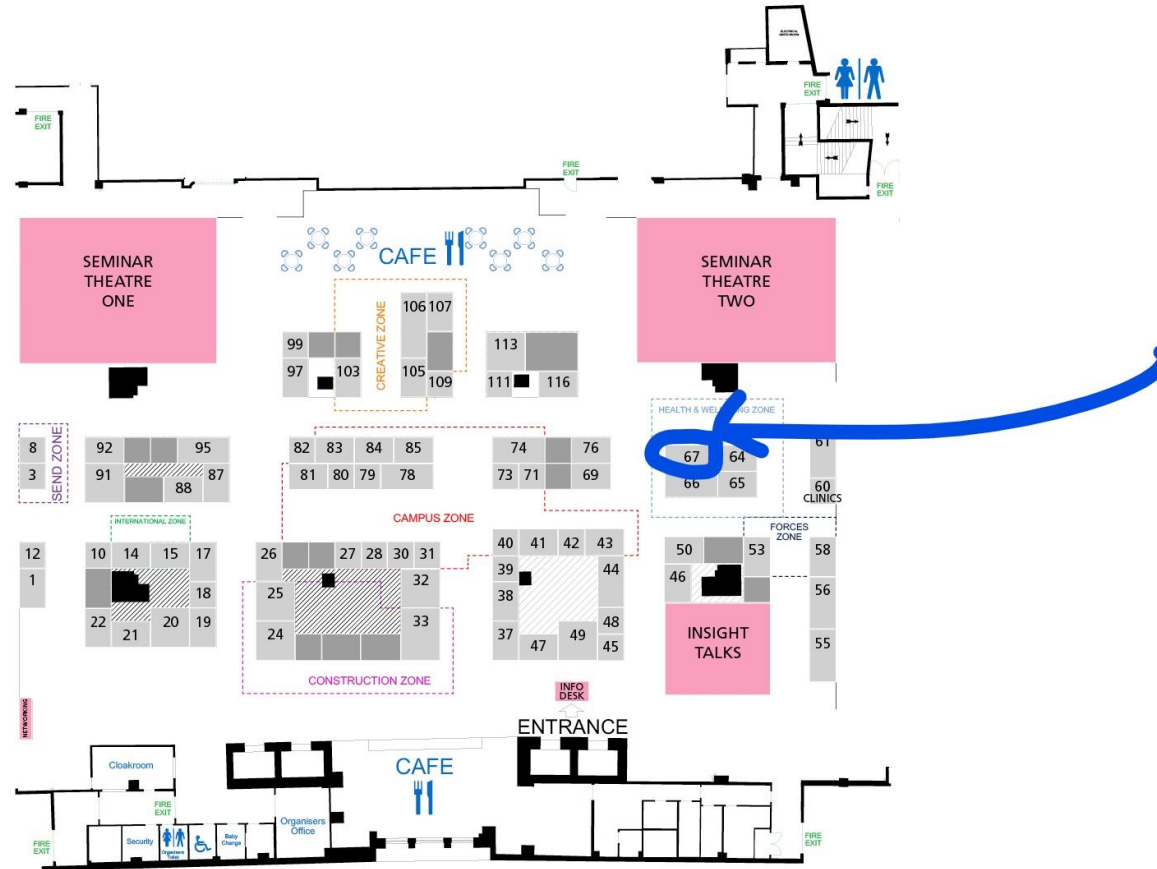 ELECTRICAL SWITCHROOM
FIRE EXIT
FIRE EXIT
FIRE EXIT
FIRE EXIT
SEMINAR THEATRE ONE
CAFE
SEMINAR THEATRE TWO
CREATIVE ZONE
106 107
99
113
97 103 105 109 111 116
HEALTH & WELLBEING ZONE
8
3
SEND ZONE
92 95
91 88 87
82 83 84 85
81 80 79 78
74 76
73 71 69
67 64
66 65
61
60
CLINICS
INTERNATIONAL ZONE
CAMPUS ZONE
FORCES ZONE
12
1
10 14 15 17
18
22 21 20 19
26 27 28 30 31
25 32
24 33
40 41 42 43
39 44
38
37 47 49 48
45
50 53
46
58
56
55
INSIGHT TALKS
CONSTRUCTION ZONE
INFO DESK
NETWORKING
ENTRANCE
Cloakroom
CAFE
FIRE EXIT
Organisers Office
FIRE EXIT
Security
Organisers Toilet
Baby Change
FIRE EXIT